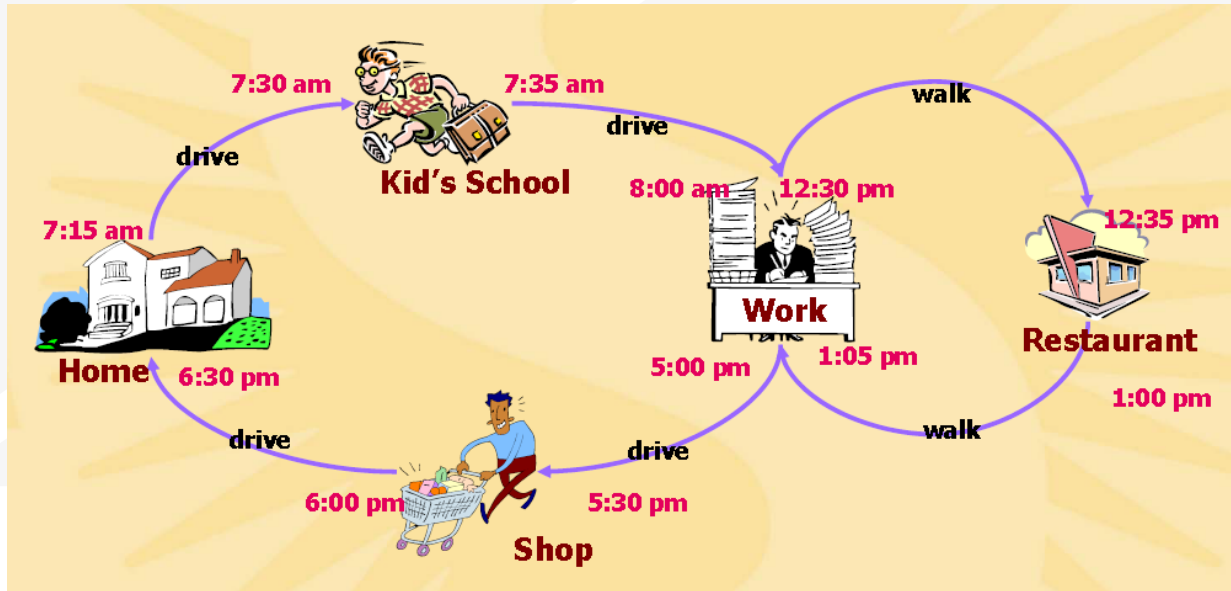 7:30 am
7:35 am
walk
drive
drive
Kid's School
8:00 am
12:30 pm
7:15 am
12:35 pm
Work
Restaurant
Home
6:30 pm
5:00 pm
1:05 pm
1:00 pm
drive
drive
walk
6:00 pm
5:30 pm
Shop